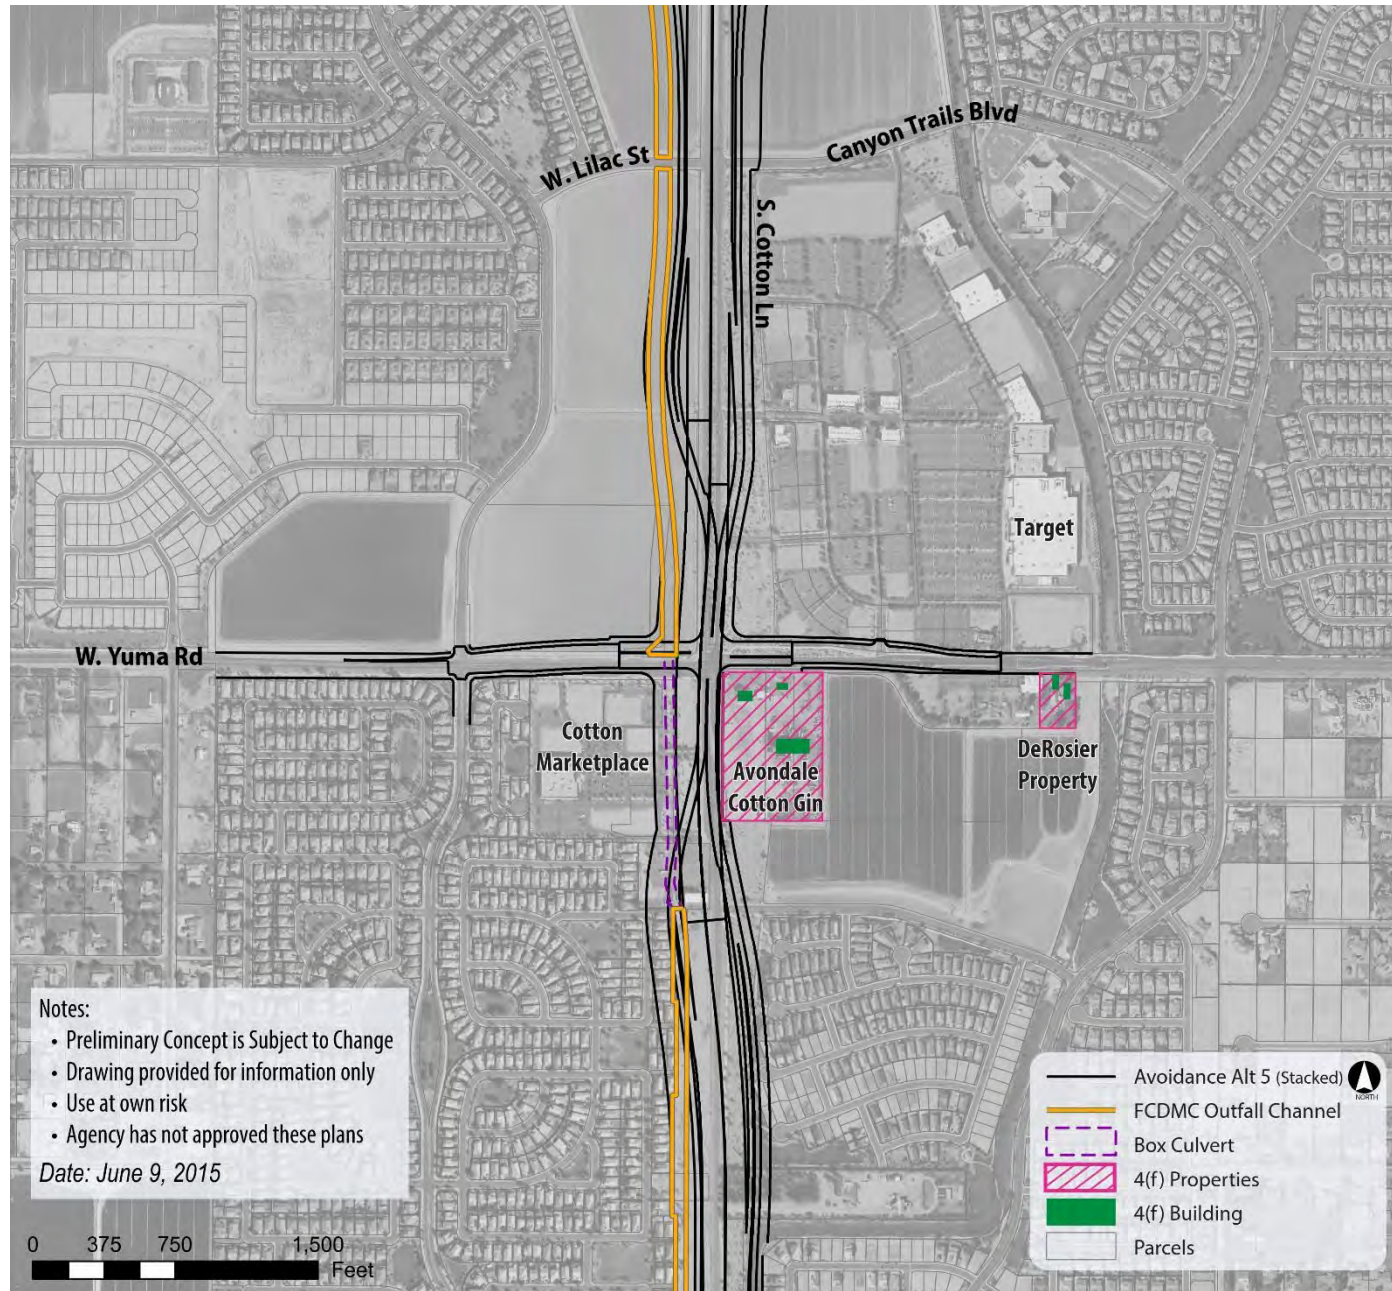 W. Lilac St
Canyon Trails Blvd
S. Cotton Ln
Target
W. Yuma Rd
Cotton
Marketplace
Avondale
Cotton Gin
DeRosier
Property
Notes:
• Preliminary Concept is Subject to Change
• Drawing provided for information only
• Use at own risk
• Agency has not approved these plans
Date: June 9, 2015
0 375 750 1,500
Feet
Avoidance Alt 5 (Stacked)
NORTH
FCDMC Outfall Channel
Box Culvert
4(f) Properties
4(f) Building
Parcels